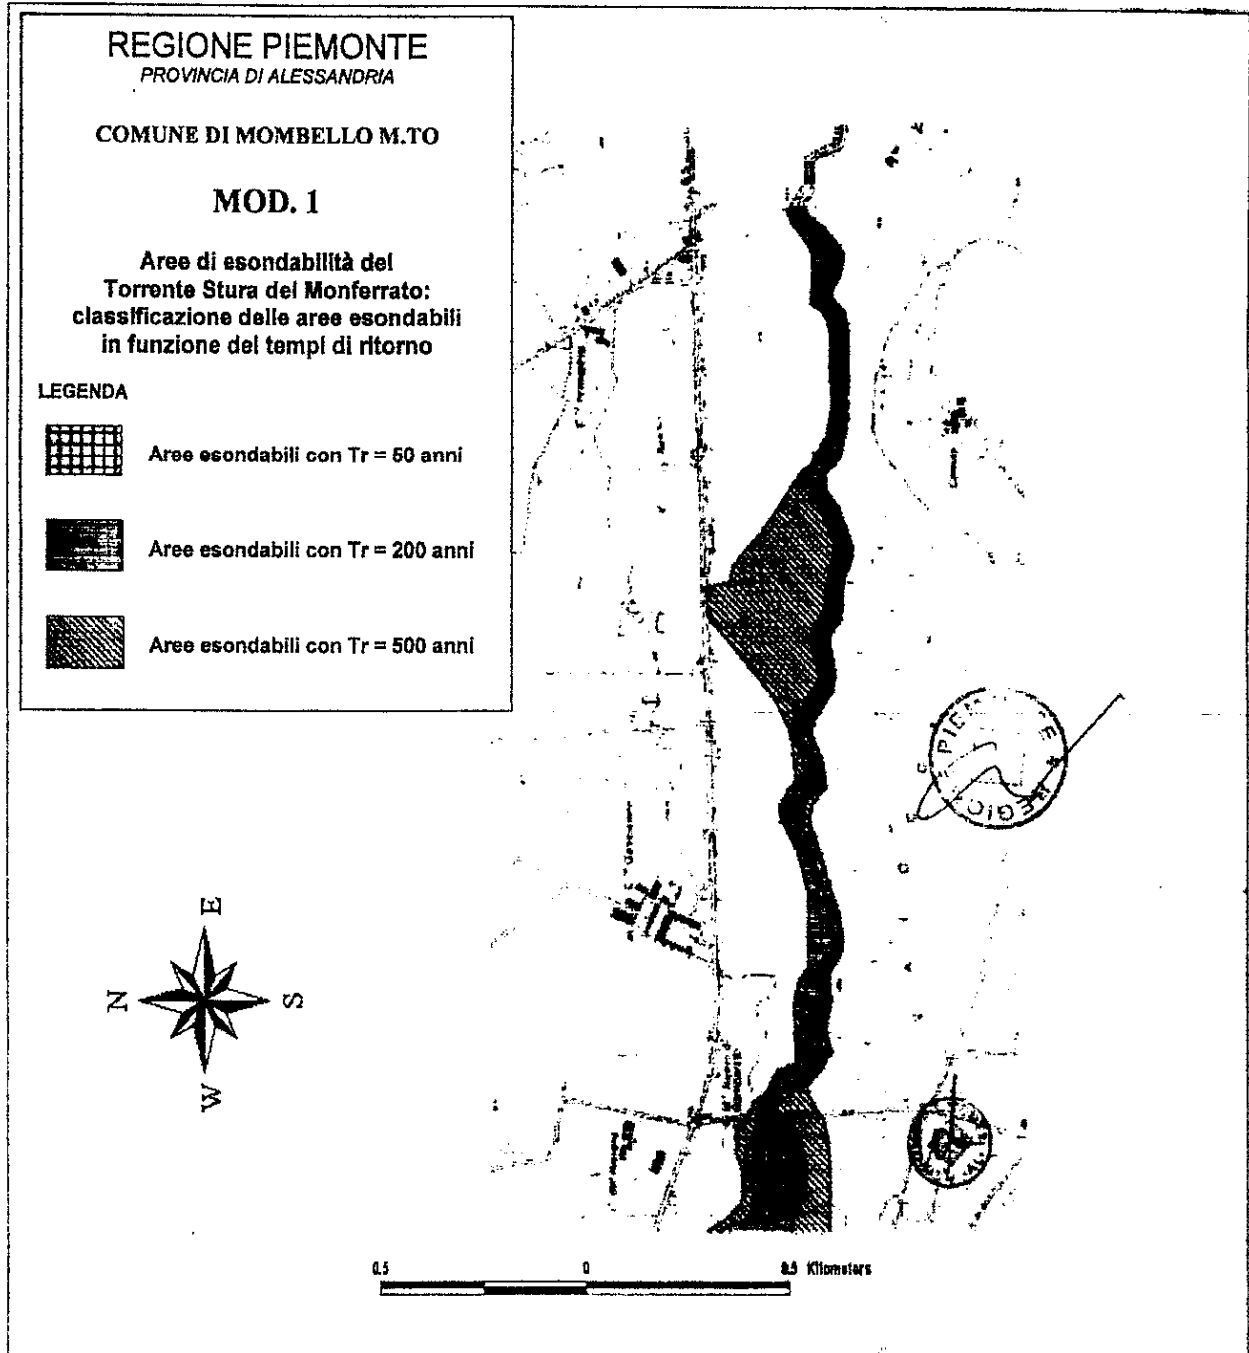 REGIONE PIEMONTE
PROVINCIA DI ALESSANDRIA
COMUNE DI MOMBELLO M.TO
MOD. 1
Aree di esondabilità del
Torrente Stura del Monferrato:
classificazione delle aree esondabili
in funzione dei tempi di ritorno
LEGENDA
Aree esondabili con Tr = 50 anni
Aree esondabili con Tr = 200 anni
Aree esondabili con Tr = 500 anni
REGIONE PIEMONTE
E
N
S
W
0.5 0 0.5 Kilometers